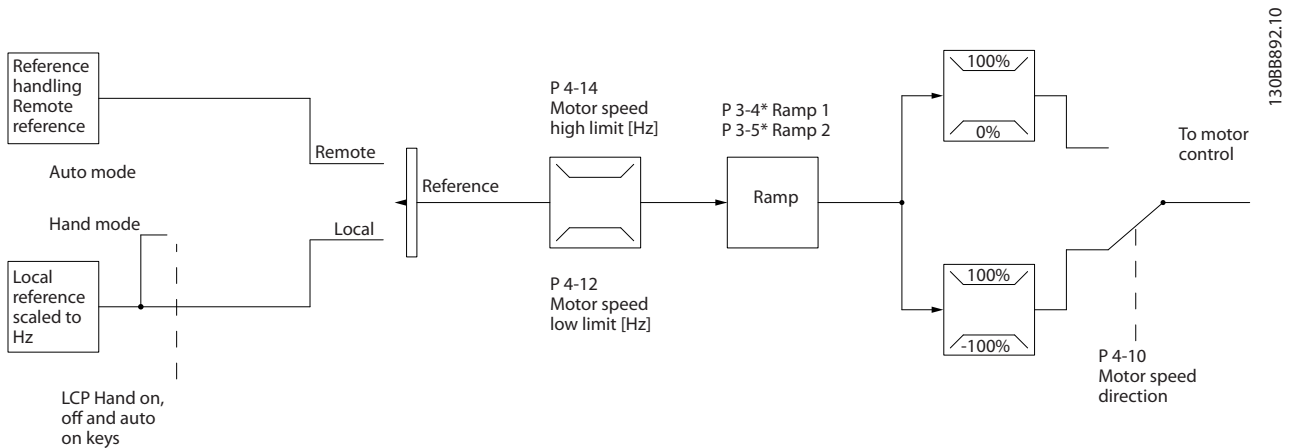 Reference
handling
Remote
reference
Auto mode
Hand mode
Local
reference
scaled to
Hz
LCP Hand on,
off and auto
on keys
Remote
Local
Reference
P 4-14
Motor speed
high limit [Hz]
P 4-12
Motor speed
low limit [Hz]
P 3-4* Ramp 1
P 3-5* Ramp 2
Ramp
100%
0%
100%
-100%
To motor
control
P 4-10
Motor speed
direction
130BB892.10